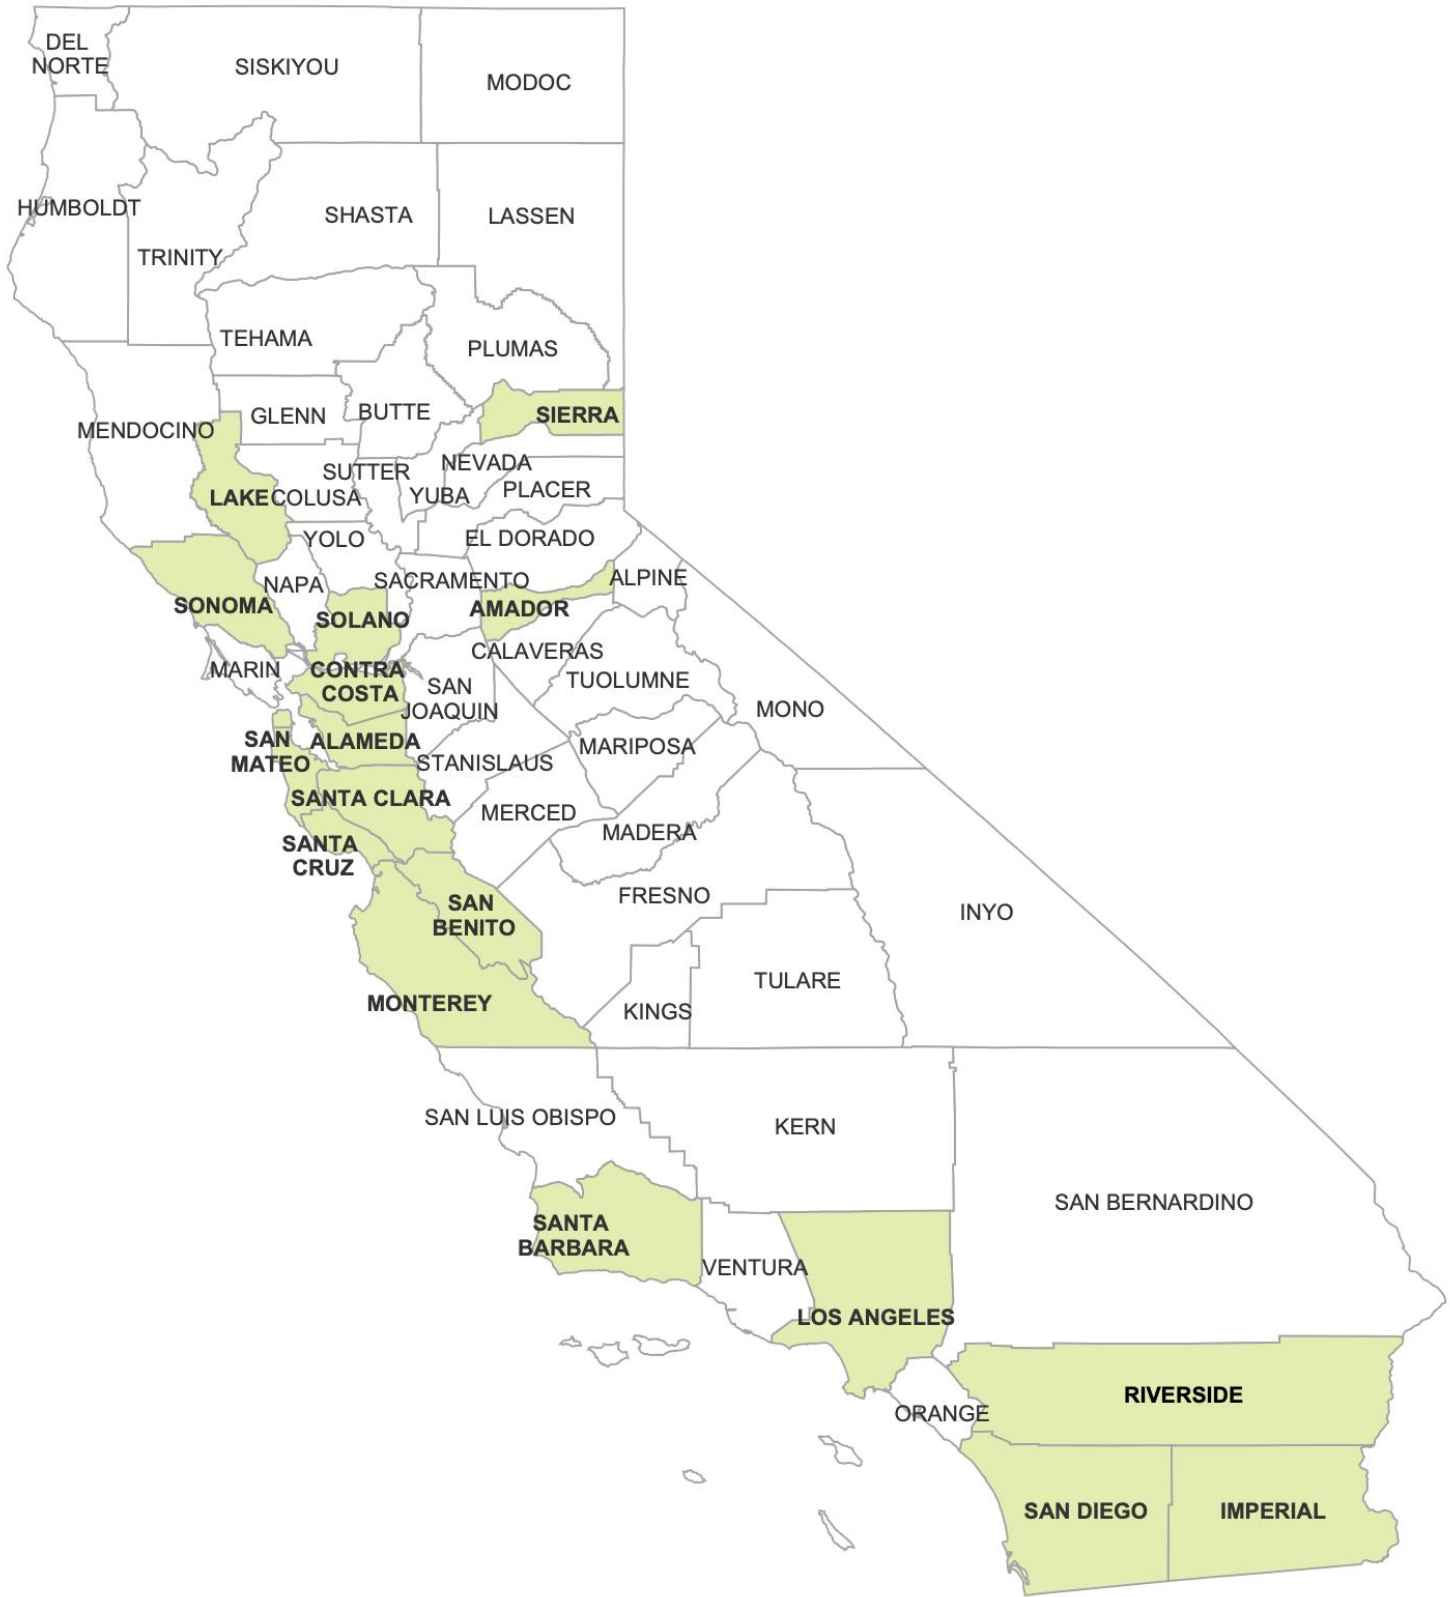 DEL
NORTE
SISKIYOU
MODOC
HUMBOLDT
TRINITY
SHASTA
LASSEN
TEHAMA
PLUMAS
MENDOCINO
GLENN
BUTTE
SIERRA
LAKE
COLUSA
SUTTER
YUBA
NEVADA
PLACER
YOLO
EL DORADO
NAPA
SACRAMENTO
ALPINE
SONOMA
SOLANO
AMADOR
MARIN
CONTRA
COSTA
CALAVERAS
TUOLUMNE
SAN
JOAQUIN
MONO
SAN
MATEO
ALAMEDA
STANISLAUS
MARIPOSA
SANTA CLARA
MERCED
MADERA
SANTA
CRUZ
FRESNO
SAN
BENITO
INYO
MONTEREY
KINGS
TULARE
SAN LUIS OBISPO
KERN
SAN BERNARDINO
SANTA
BARBARA
VENTURA
LOS ANGELES
ORANGE
RIVERSIDE
SAN DIEGO
IMPERIAL